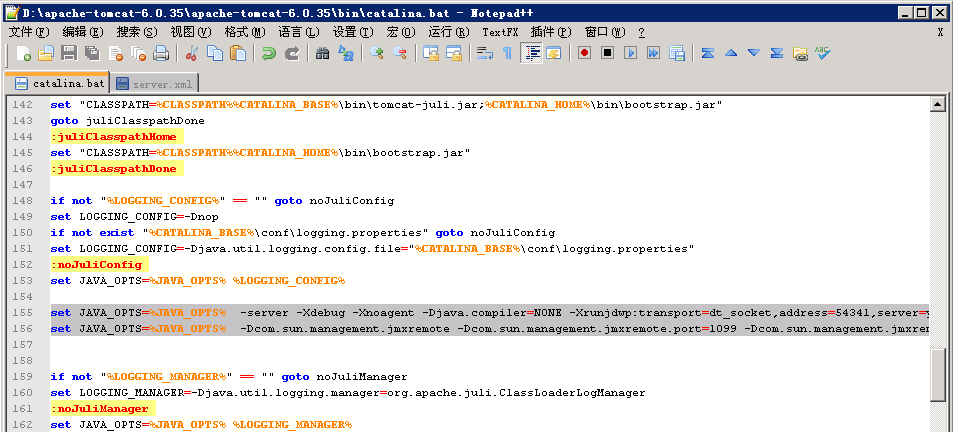 D:\apache-tomcat-6.0.35\apache-tomcat-6.0.35\bin\catalina.bat - Notepad++
文件(F) 编辑(E) 搜索(S) 视图(V) 格式(M) 语言(L) 设置(T) 宏(O) 运行(R) TextFX 插件(P) 窗口(W) ? X
catalina.bat server.xml
142 set "CLASSPATH=%CLASSPATH%%CATALINA_BASE%\bin\tomcat-juli.jar;%CATALINA_HOME%\bin\bootstrap.jar"
143 goto juliClasspathDone
144 :juliClasspathHome
145 set "CLASSPATH=%CLASSPATH%%CATALINA_HOME%\bin\bootstrap.jar"
146 :juliClasspathDone
147
148 if not "%LOGGING_CONFIG%" == "" goto noJuliConfig
149 set LOGGING_CONFIG=-Dnop
150 if not exist "%CATALINA_BASE%\conf\logging.properties" goto noJuliConfig
151 set LOGGING_CONFIG=-Djava.util.logging.config.file="%CATALINA_BASE%\conf\logging.properties"
152 :noJuliConfig
153 set JAVA_OPTS=%JAVA_OPTS% %LOGGING_CONFIG%
154
155 set JAVA_OPTS=%JAVA_OPTS% -server -Xdebug -Xnoagent -Djava.compiler=NONE -Xrunjdwp:transport=dt_socket,address=54341,server=y
156 set JAVA_OPTS=%JAVA_OPTS% -Dcom.sun.management.jmxremote -Dcom.sun.management.jmxremote.port=1099 -Dcom.sun.management.jmxrem
157
158
159 if not "%LOGGING_MANAGER%" == "" goto noJuliManager
160 set LOGGING_MANAGER=-Djava.util.logging.manager=org.apache.juli.ClassLoaderLogManager
161 :noJuliManager
162 set JAVA_OPTS=%JAVA_OPTS% %LOGGING_MANAGER%